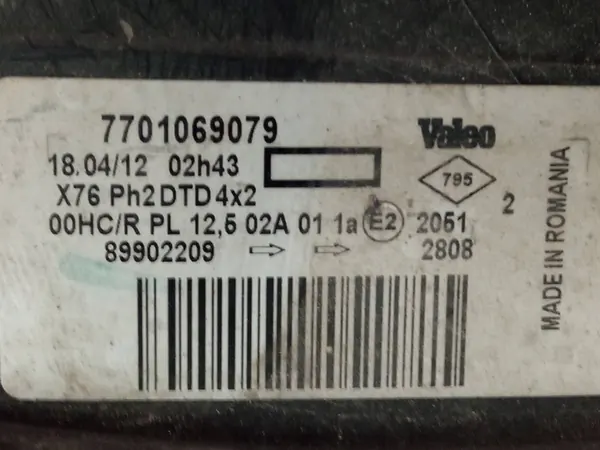 7701069079 Valeo
18.04/12 02h43
795
X76 Ph2 DTD 4x2
2
00HC/R PL 12,5 02A 01 1a E2 2051
89902209 ⇨ ⇨ 2808
MADE IN ROMANIA